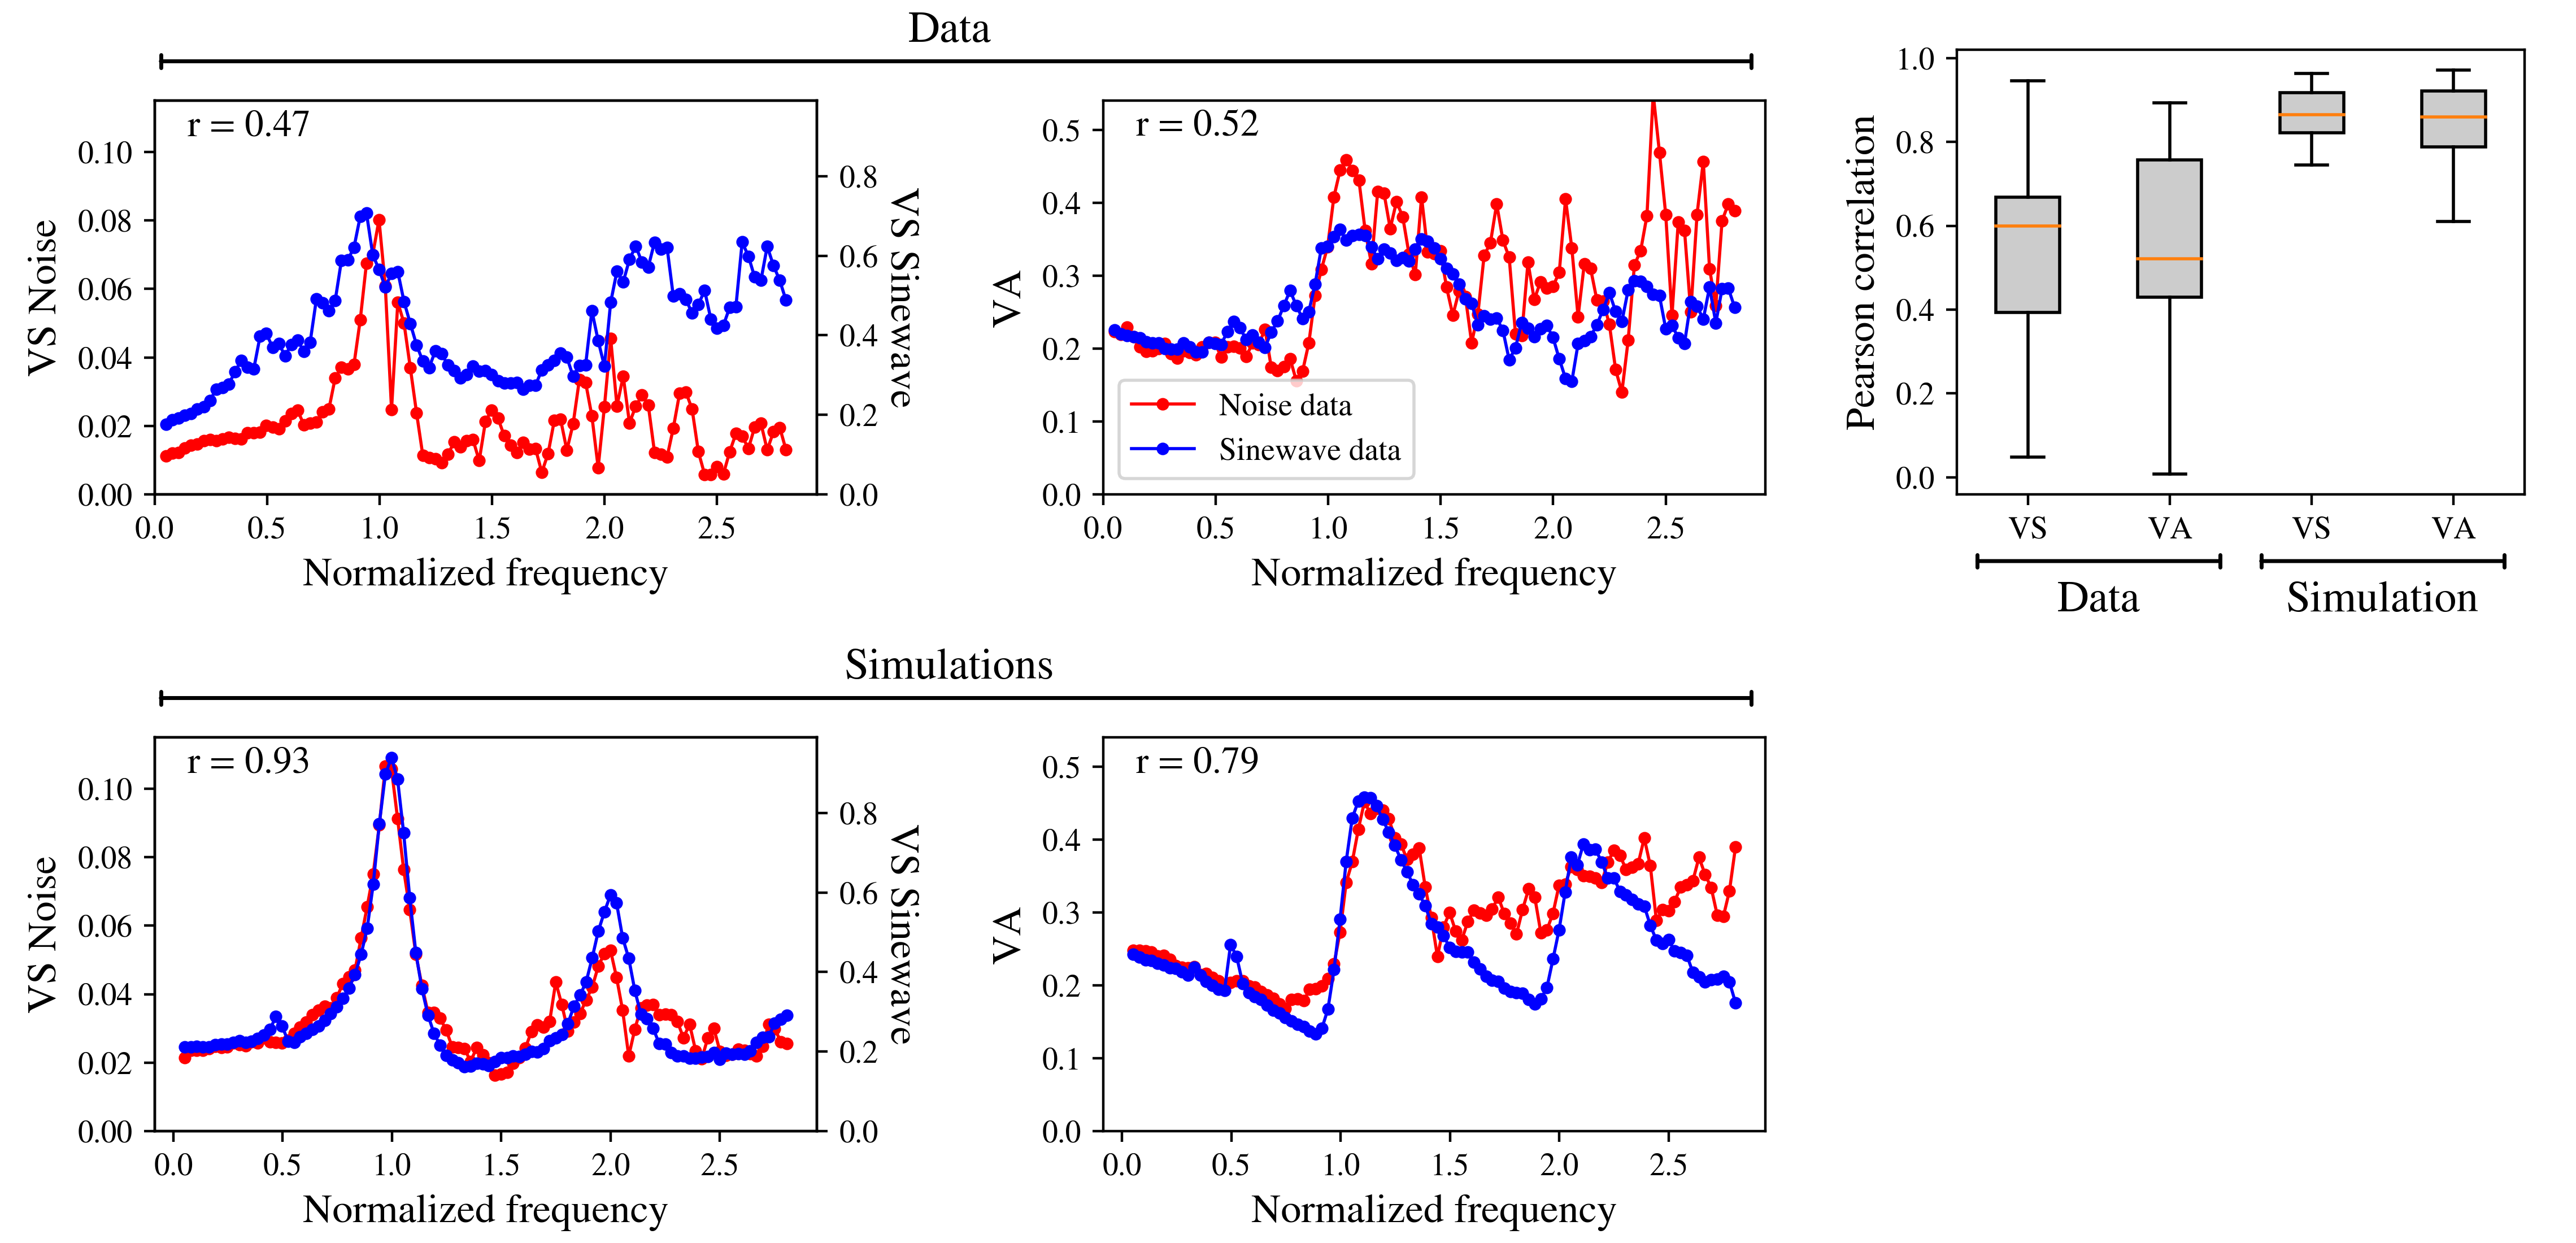 Data
r = 0.47
0.10
0.08
0.06
0.04
0.02
0.00
VS Noise
0.8
0.6
0.4
0.2
0.0
VS Sinewave
0.0 0.5 1.0 1.5 2.0 2.5
Normalized frequency
r = 0.52
0.5
0.4
0.3
0.2
0.1
0.0
VA
Noise data
Sinewave data
0.0 0.5 1.0 1.5 2.0 2.5
Normalized frequency
1.0
0.8
0.6
0.4
0.2
0.0
Pearson correlation
VS VA VS VA
Data Simulation
Simulations
r = 0.93
0.10
0.08
0.06
0.04
0.02
0.00
VS Noise
0.8
0.6
0.4
0.2
0.0
VS Sinewave
0.0 0.5 1.0 1.5 2.0 2.5
Normalized frequency
r = 0.79
0.5
0.4
0.3
0.2
0.1
0.0
VA
0.0 0.5 1.0 1.5 2.0 2.5
Normalized frequency